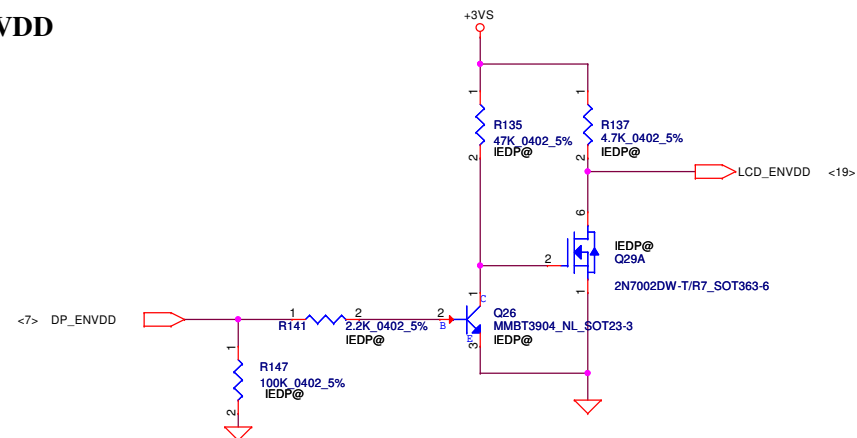 VDD
+3VS
1
1
R135
47K_0402_5%
IEDP@
2
R137
4.7K_0402_5%
IEDP@
2
LCD_ENVDD <19>
6
IEDP@
Q29A
2
2N7002DW-T/R7_SOT363-6
1
1
C
Q26
MMBT3904_NL_SOT23-3
IEDP@
2
B
E
3
<7> DP_ENVDD
1
R141
2
2.2K_0402_5%
IEDP@
1
R147
100K_0402_5%
IEDP@
2